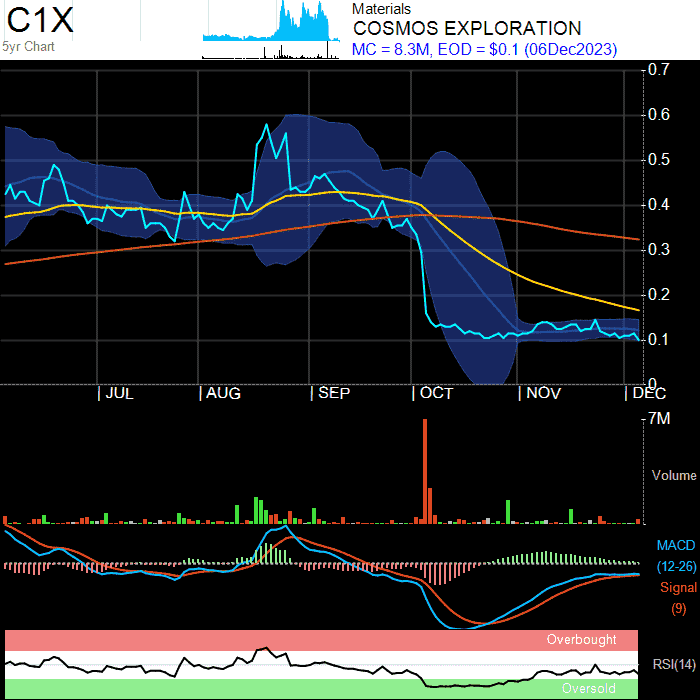 C1X
5yr Chart
Materials
COSMOS EXPLORATION
MC = 8.3M, EOD = $0.1 (06Dec2023)
0.7
0.6
0.5
0.4
0.3
0.2
0.1
0
JUL AUG SEP OCT NOV DEC
7M
Volume
MACD
(12-26)
Signal
(9)
Overbought
RSI(14)
Oversold